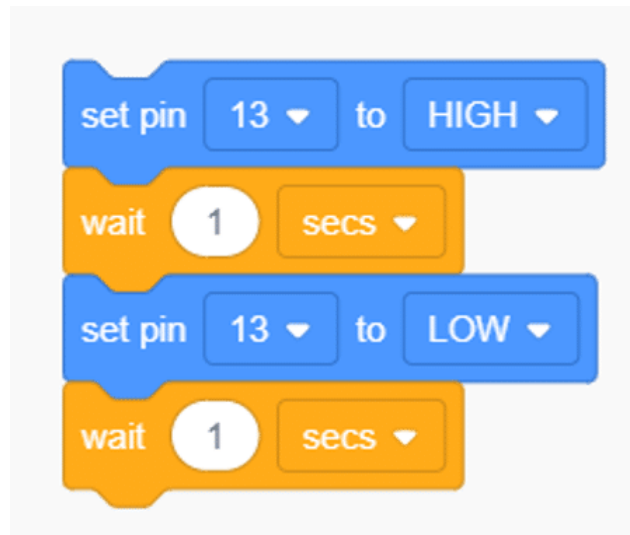 set pin 13 to HIGH
wait 1 secs
set pin 13 to LOW
wait 1 secs